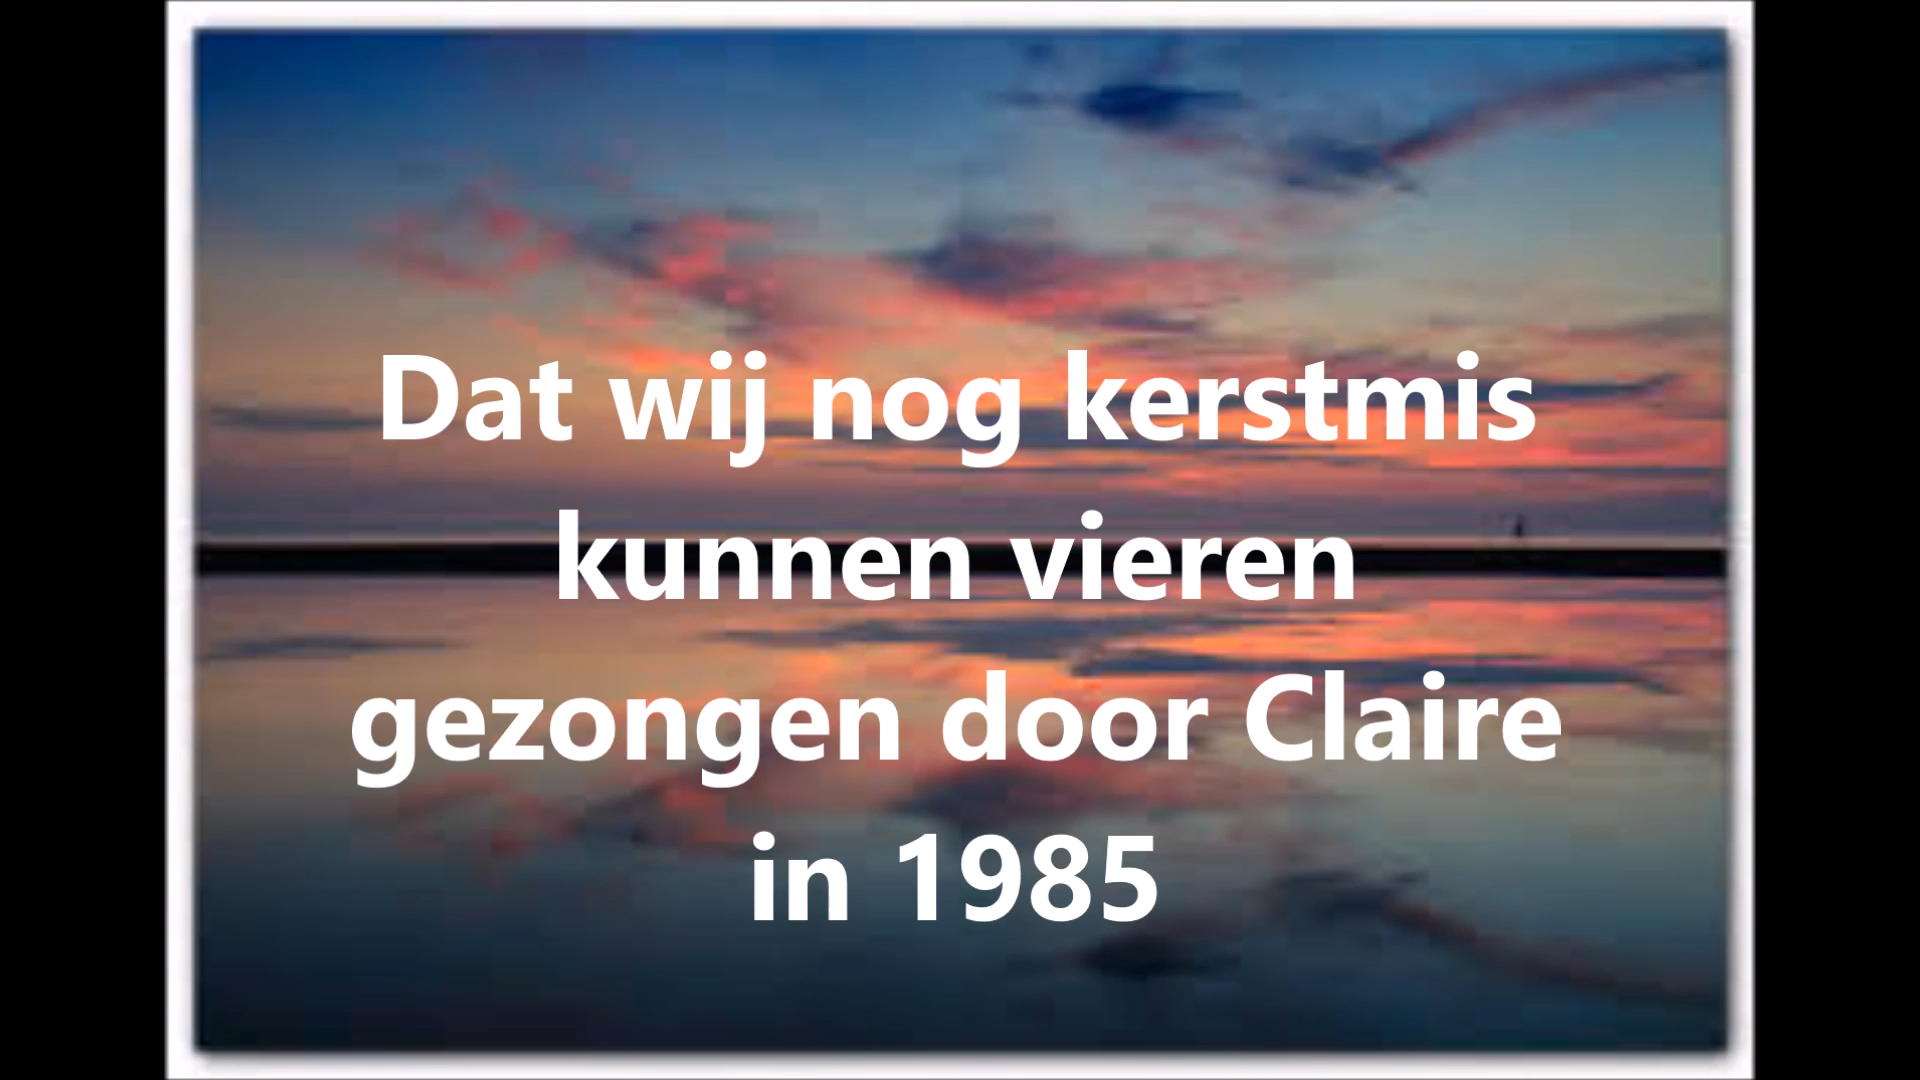 Dat wij nog kerstmis
kunnen vieren
gezongen door Claire
in 1985